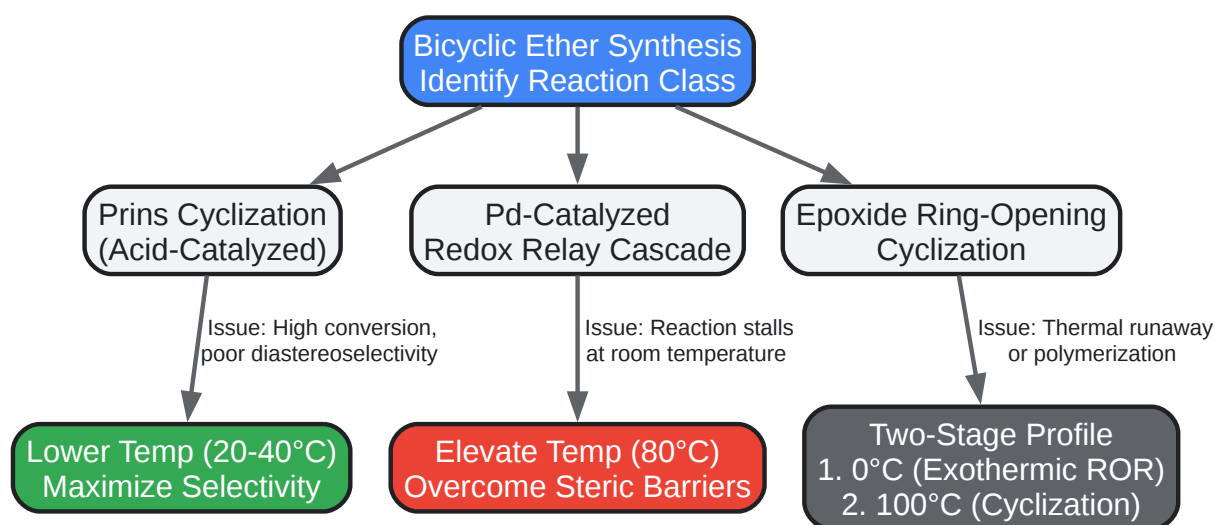 Bicyclic Ether Synthesis
Identify Reaction Class
Prins Cyclization
(Acid-Catalyzed)
Pd-Catalyzed
Redox Relay Cascade
Epoxide Ring-Opening
Cyclization
Issue: High conversion,
poor diastereoselectivity
Issue: Reaction stalls
at room temperature
Issue: Thermal runaway
or polymerization
Lower Temp (20-40°C)
Maximize Selectivity
Elevate Temp (80°C)
Overcome Steric Barriers
Two-Stage Profile
1. 0°C (Exothermic ROR)
2. 100°C (Cyclization)